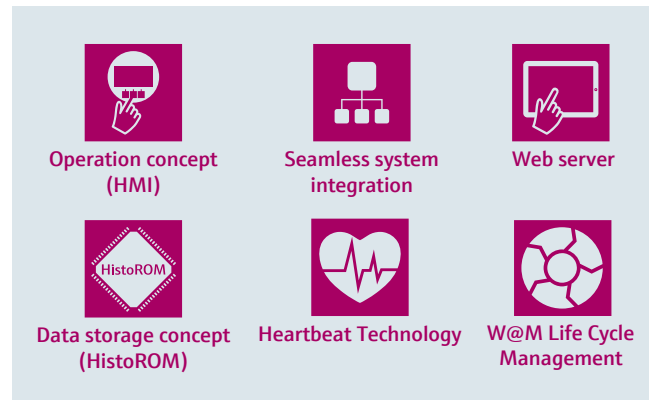 Operation concept
(HMI)
Seamless system
integration
Web server
HistoROM
Data storage concept
(HistoROM)
Heartbeat Technology
W@M Life Cycle
Management